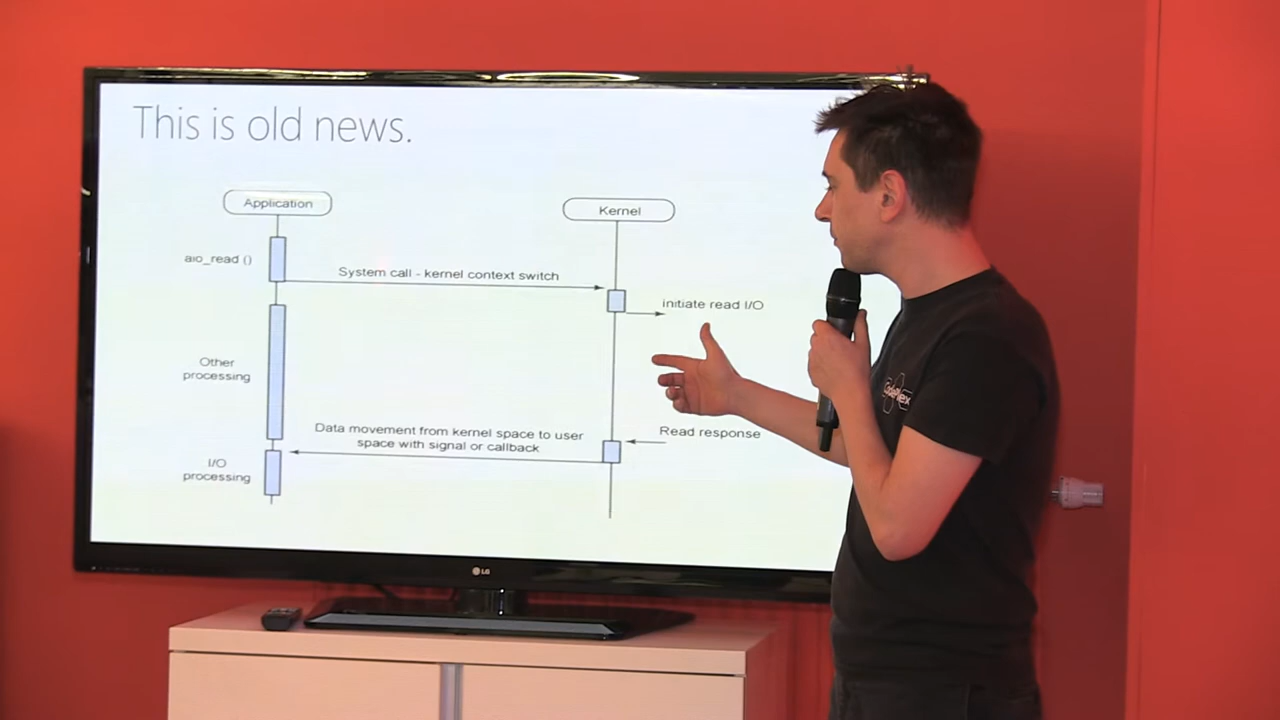 This is old news.
Application
Kernel
aio_read ()
System call - kernel context switch
initiate read I/O
Other
processing
Data movement from kernel space to user
space with signal or callback
Read response
I/O
processing
LG
CodePlex